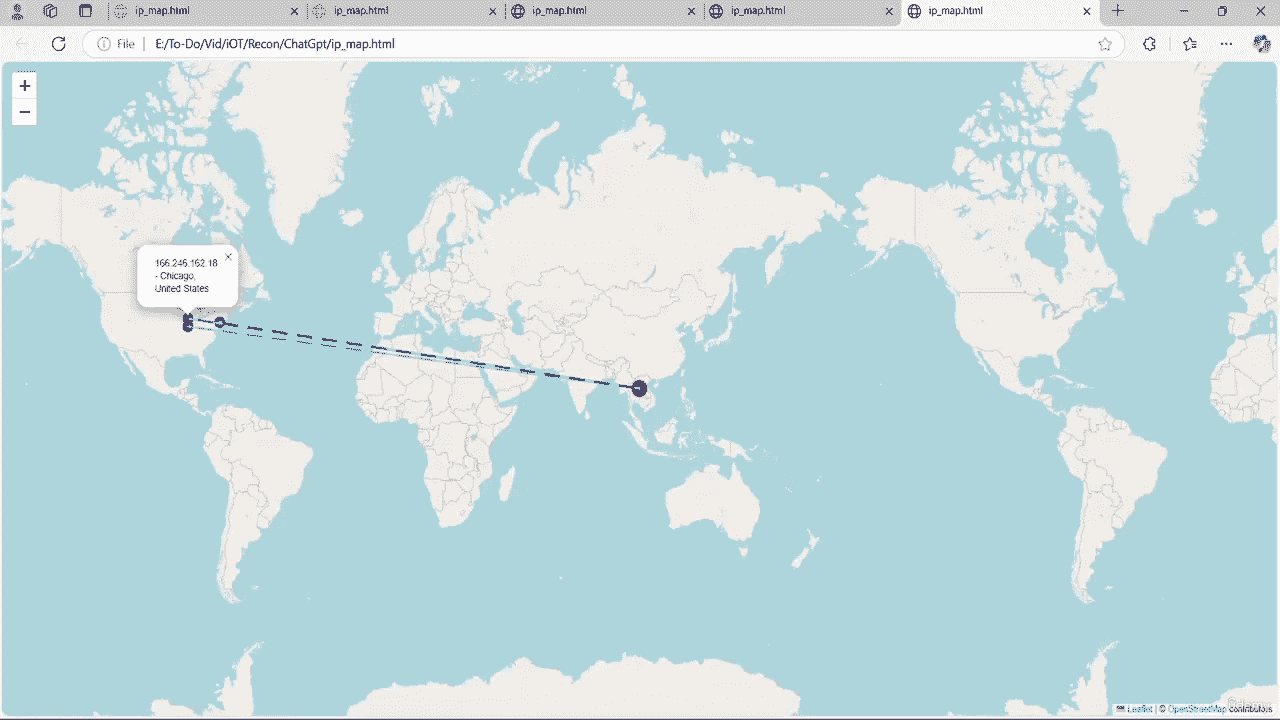 ip_map.html
ip_map.html
ip_map.html
ip_map.html
ip_map.html
File
E:/To-Do/Vid/iOT/Recon/ChatGpt/ip_map.html
+
−
166.246.162.18
- Chicago,
United States
Leaflet | © OpenStreetMap contributors